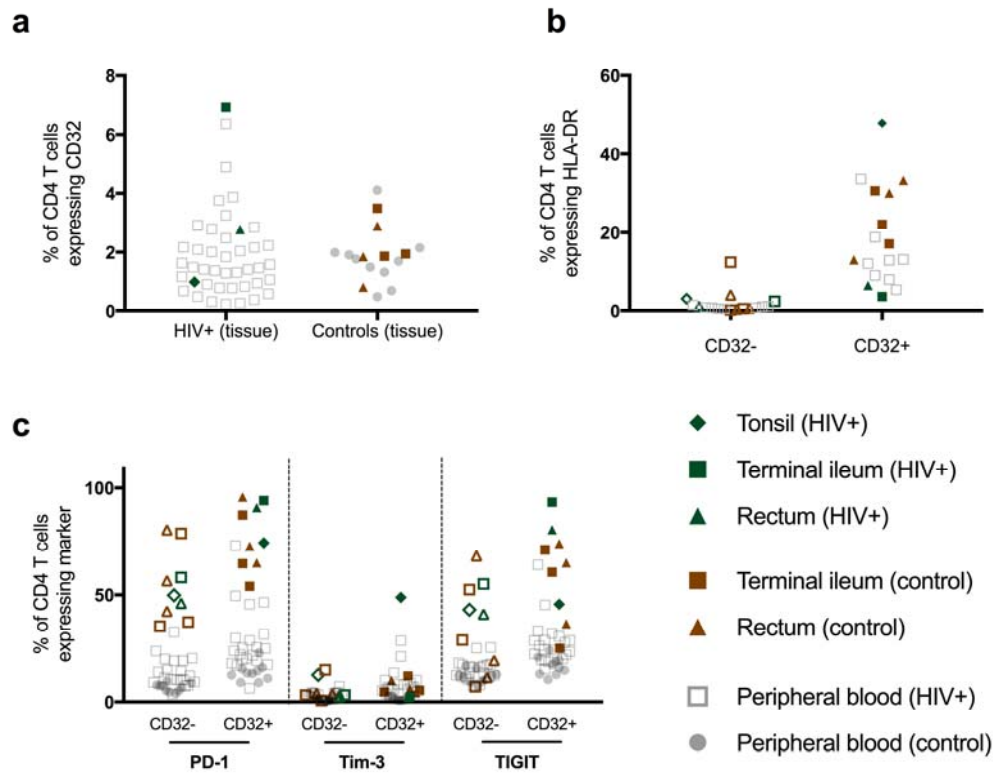 a
% of CD4 T cells
expressing CD32
8
6
4
2
0
HIV+ (tissue)
Controls (tissue)
b
% of CD4 T cells
expressing HLA-DR
60
40
20
0
CD32-
CD32+
c
% of CD4 T cells
expressing marker
100
50
0
CD32- CD32+ CD32- CD32+ CD32- CD32+
PD-1 Tim-3 TIGIT
Tonsil (HIV+)
Terminal ileum (HIV+)
Rectum (HIV+)
Terminal ileum (control)
Rectum (control)
Peripheral blood (HIV+)
Peripheral blood (control)